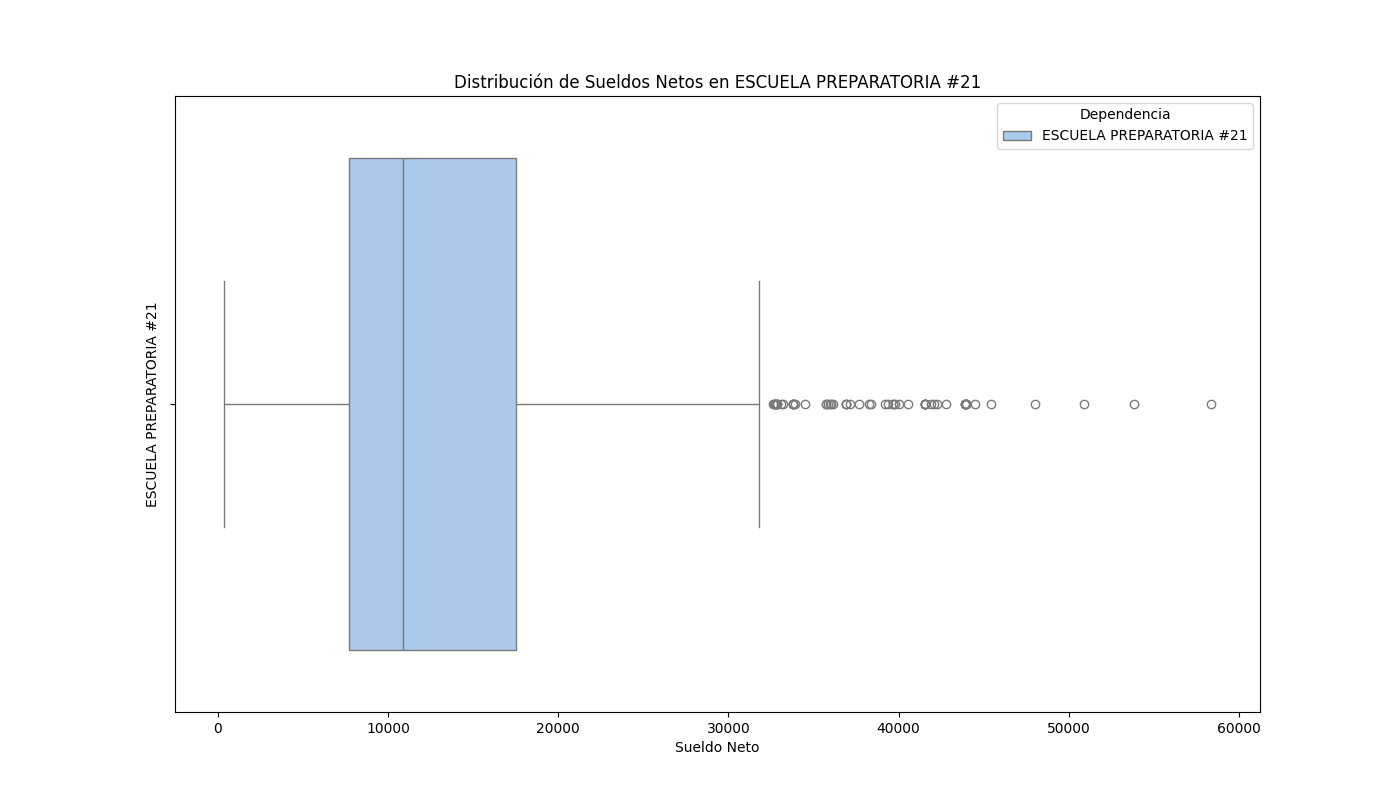 Distribución de Sueldos Netos en ESCUELA PREPARATORIA #21
Dependencia
ESCUELA PREPARATORIA #21
ESCUELA PREPARATORIA #21
0
10000
20000
30000
40000
50000
60000
Sueldo Neto